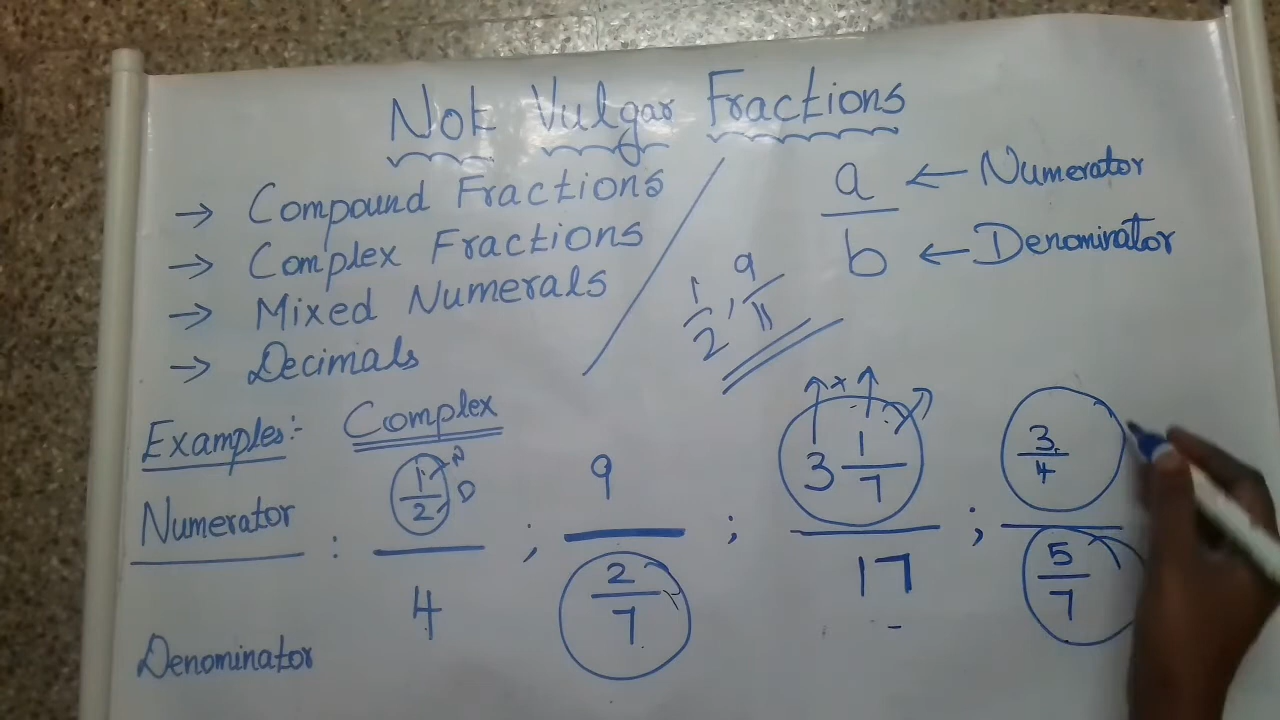 Not Vulgar Fractions
→ Compound Fractions
→ Complex Fractions
→ Mixed Numerals
→ Decimals
a ← Numerator
b ← Denominator
1/2, 9/11
Examples:- Complex
Numerator : 1/2 N D ; 9 ; 3 1/7 × ; 3/4
Denominator 4 2/7 17 5/7